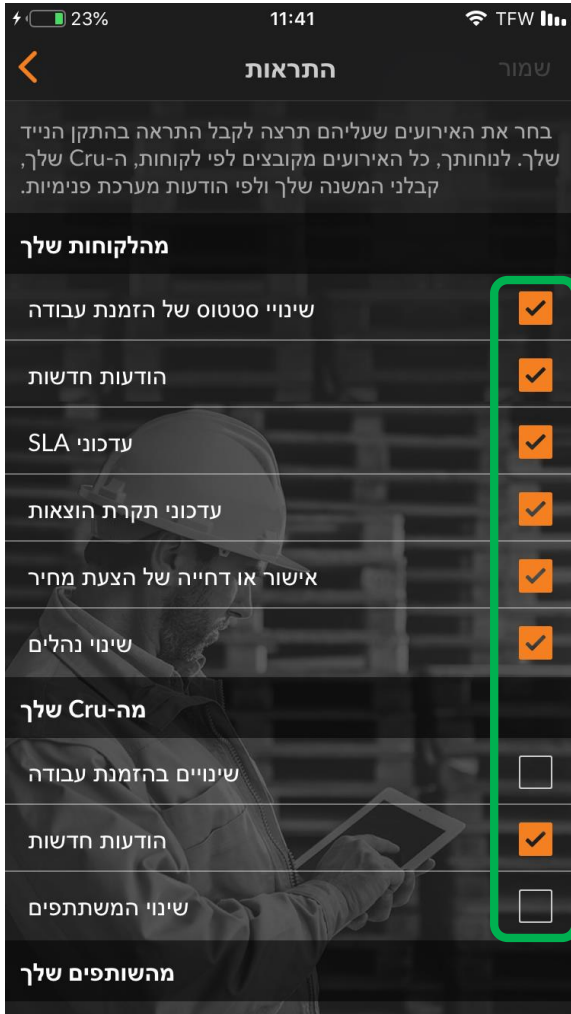 23%
11:41
TFW
התראות
שמור
בחר את האירועים שעליהם תרצה לקבל התראה בהתקן הנייד
שלך. לנוחותך, כל האירועים מקובצים לפי לקוחות, ה-Cru שלך,
קבלני המשנה שלך ולפי הודעות מערכת פנימיות.
מהלקוחות שלך
שינויי סטטוס של הזמנת עבודה
הודעות חדשות
עדכוני SLA
עדכוני תקרת הוצאות
אישור או דחייה של הצעת מחיר
שינוי נהלים
מה-Cru שלך
שינויים בהזמנת עבודה
הודעות חדשות
שינוי המשתתפים
מהשותפים שלך